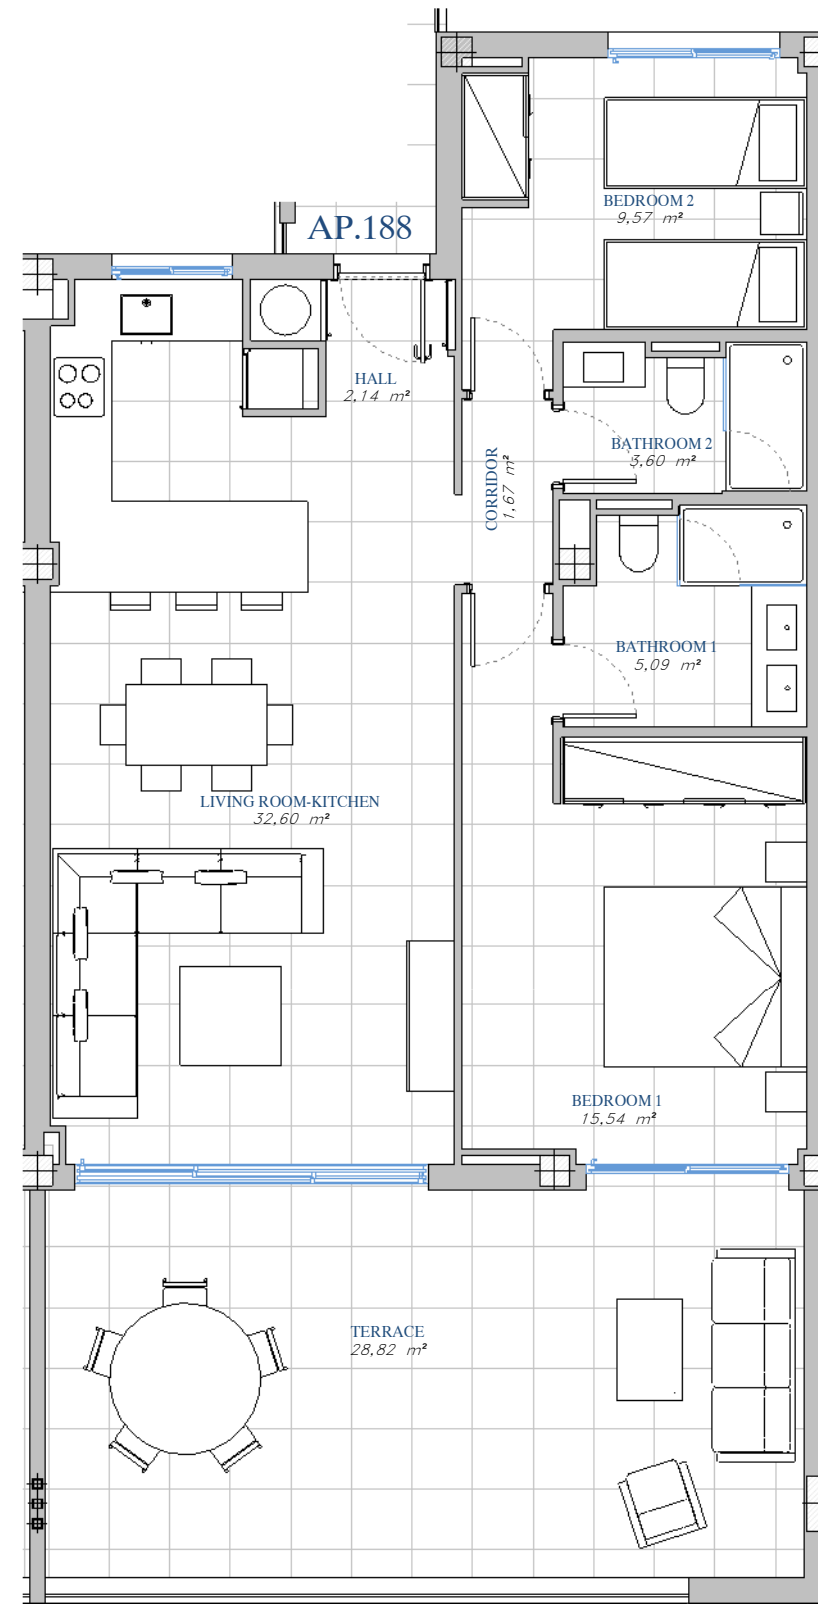 AP.188
BEDROOM 2
9,57 m²
HALL
2,14 m²
BATHROOM 2
3,60 m²
CORRIDOR
1,67 m²
BATHROOM 1
5,09 m²
LIVING ROOM-KITCHEN
32,60 m²
BEDROOM 1
15,54 m²
TERRACE
28,82 m²